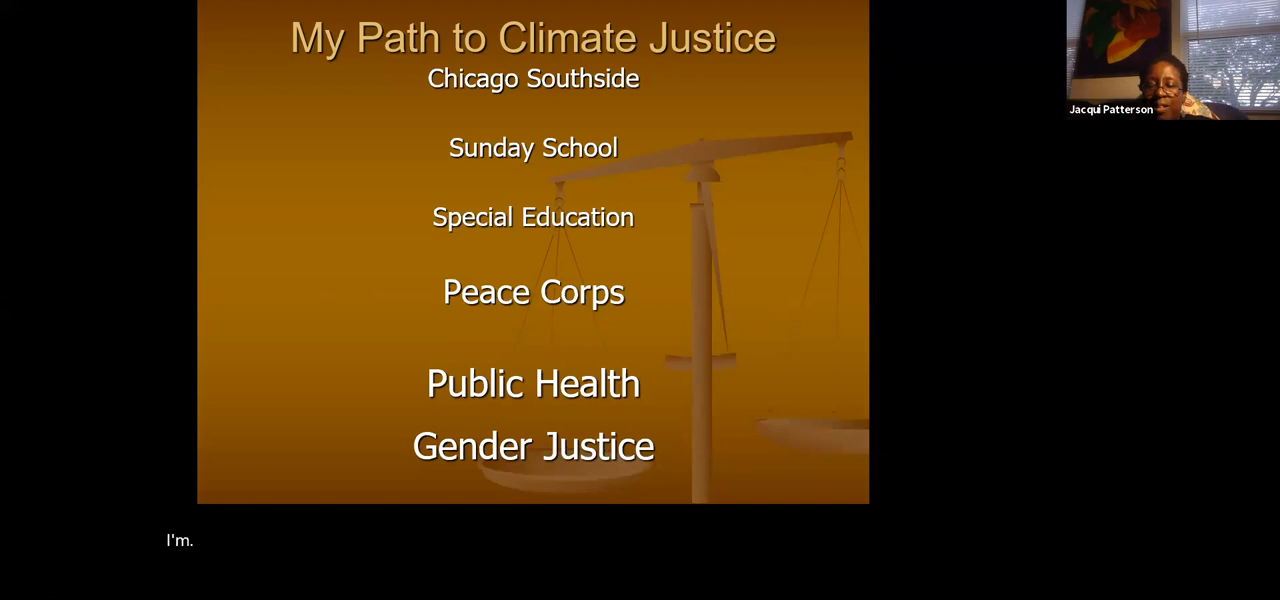 My Path to Climate Justice
Chicago Southside
Jacqui Patterson
Sunday School
Special Education
Peace Corps
Public Health
Gender Justice
I'm.